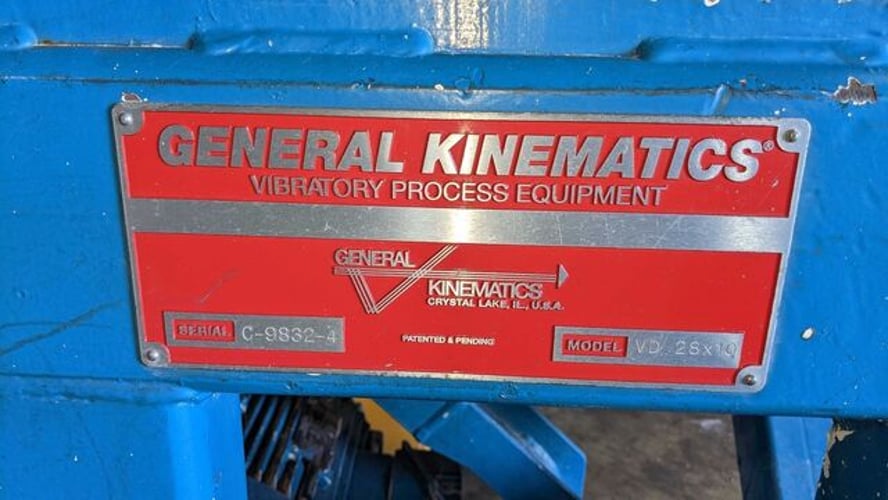 GENERAL KINEMATICS®
VIBRATORY PROCESS EQUIPMENT
GENERAL
KINEMATICS
CRYSTAL LAKE, IL, U.S.A.
SERIAL C-9832-4
PATENTED & PENDING
MODEL VD 28x10